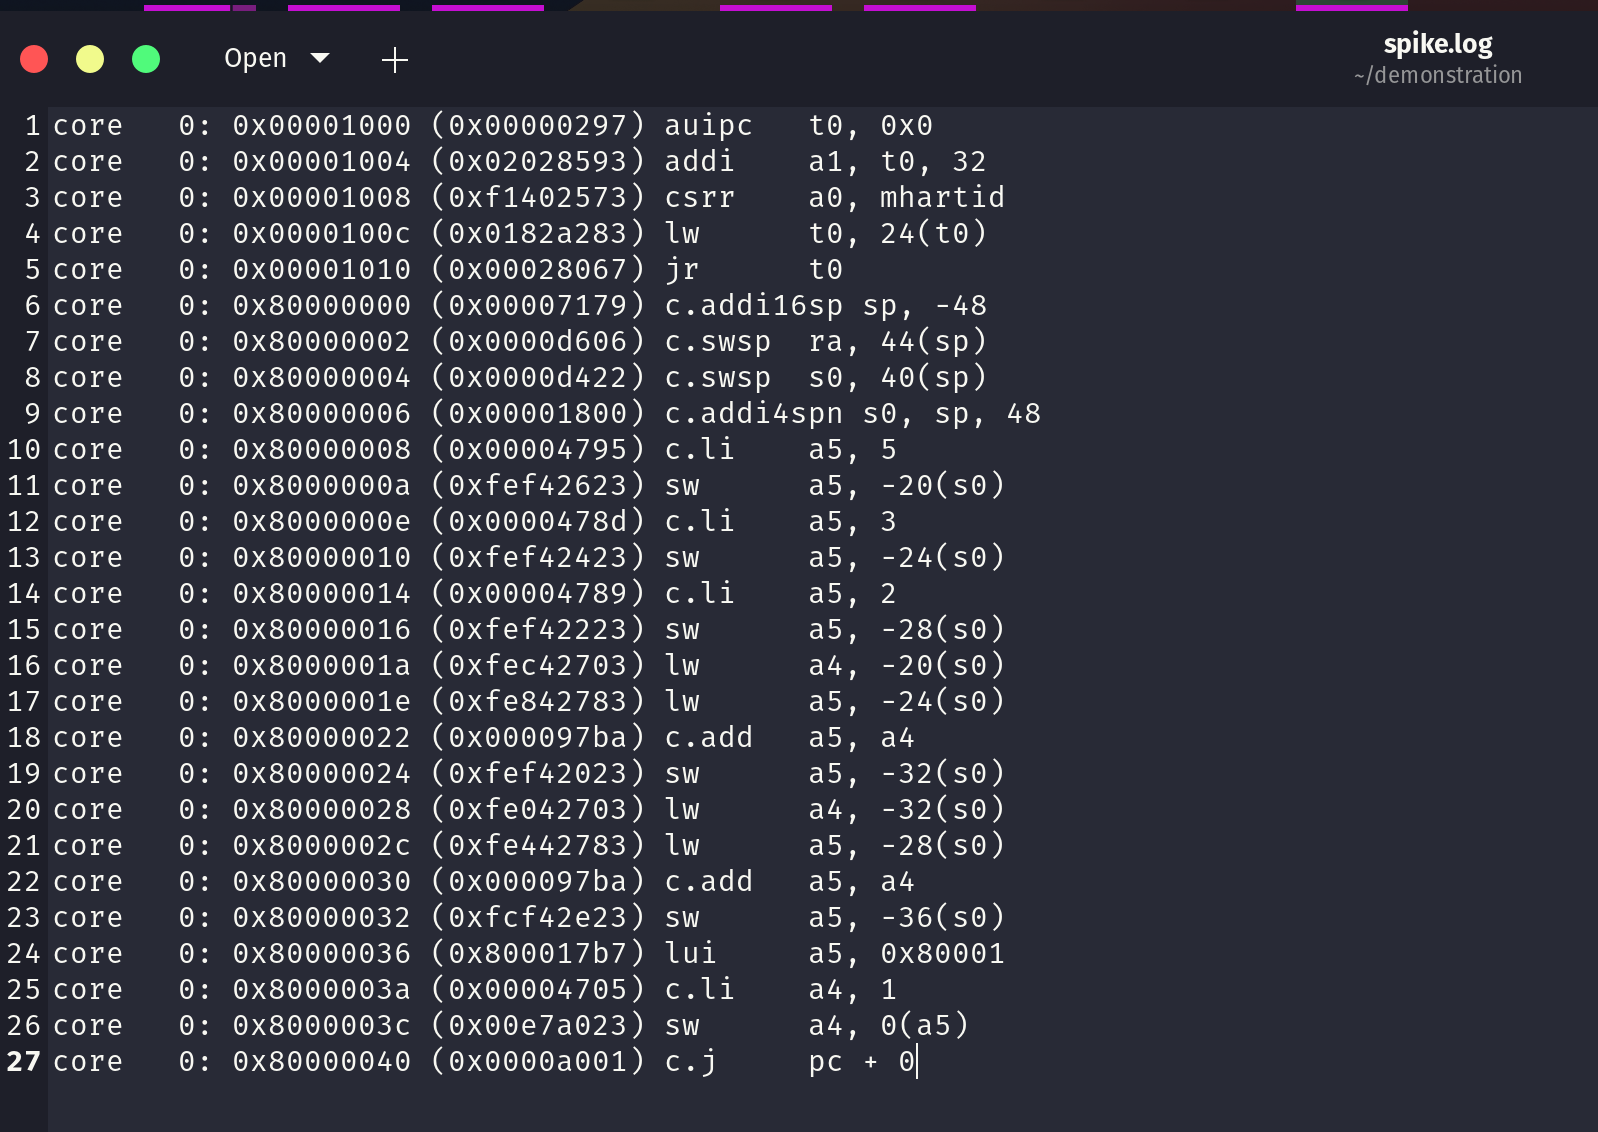 Open
spike.log
~/demonstration
1 core   0: 0x00001000 (0x00000297) auipc   t0, 0x0
2 core   0: 0x00001004 (0x02028593) addi    a1, t0, 32
3 core   0: 0x00001008 (0xf1402573) csrr    a0, mhartid
4 core   0: 0x0000100c (0x0182a283) lw      t0, 24(t0)
5 core   0: 0x00001010 (0x00028067) jr      t0
6 core   0: 0x80000000 (0x00007179) c.addi16sp sp, -48
7 core   0: 0x80000002 (0x0000d606) c.swsp  ra, 44(sp)
8 core   0: 0x80000004 (0x0000d422) c.swsp  s0, 40(sp)
9 core   0: 0x80000006 (0x00001800) c.addi4spn s0, sp, 48
10 core   0: 0x80000008 (0x00004795) c.li    a5, 5
11 core   0: 0x8000000a (0xfef42623) sw      a5, -20(s0)
12 core   0: 0x8000000e (0x0000478d) c.li    a5, 3
13 core   0: 0x80000010 (0xfef42423) sw      a5, -24(s0)
14 core   0: 0x80000014 (0x00004789) c.li    a5, 2
15 core   0: 0x80000016 (0xfef42223) sw      a5, -28(s0)
16 core   0: 0x8000001a (0xfec42703) lw      a4, -20(s0)
17 core   0: 0x8000001e (0xfe842783) lw      a5, -24(s0)
18 core   0: 0x80000022 (0x000097ba) c.add   a5, a4
19 core   0: 0x80000024 (0xfef42023) sw      a5, -32(s0)
20 core   0: 0x80000028 (0xfe042703) lw      a4, -32(s0)
21 core   0: 0x8000002c (0xfe442783) lw      a5, -28(s0)
22 core   0: 0x80000030 (0x000097ba) c.add   a5, a4
23 core   0: 0x80000032 (0xfcf42e23) sw      a5, -36(s0)
24 core   0: 0x80000036 (0x800017b7) lui     a5, 0x80001
25 core   0: 0x8000003a (0x00004705) c.li    a4, 1
26 core   0: 0x8000003c (0x00e7a023) sw      a4, 0(a5)
27 core   0: 0x80000040 (0x0000a001) c.j     pc + 0